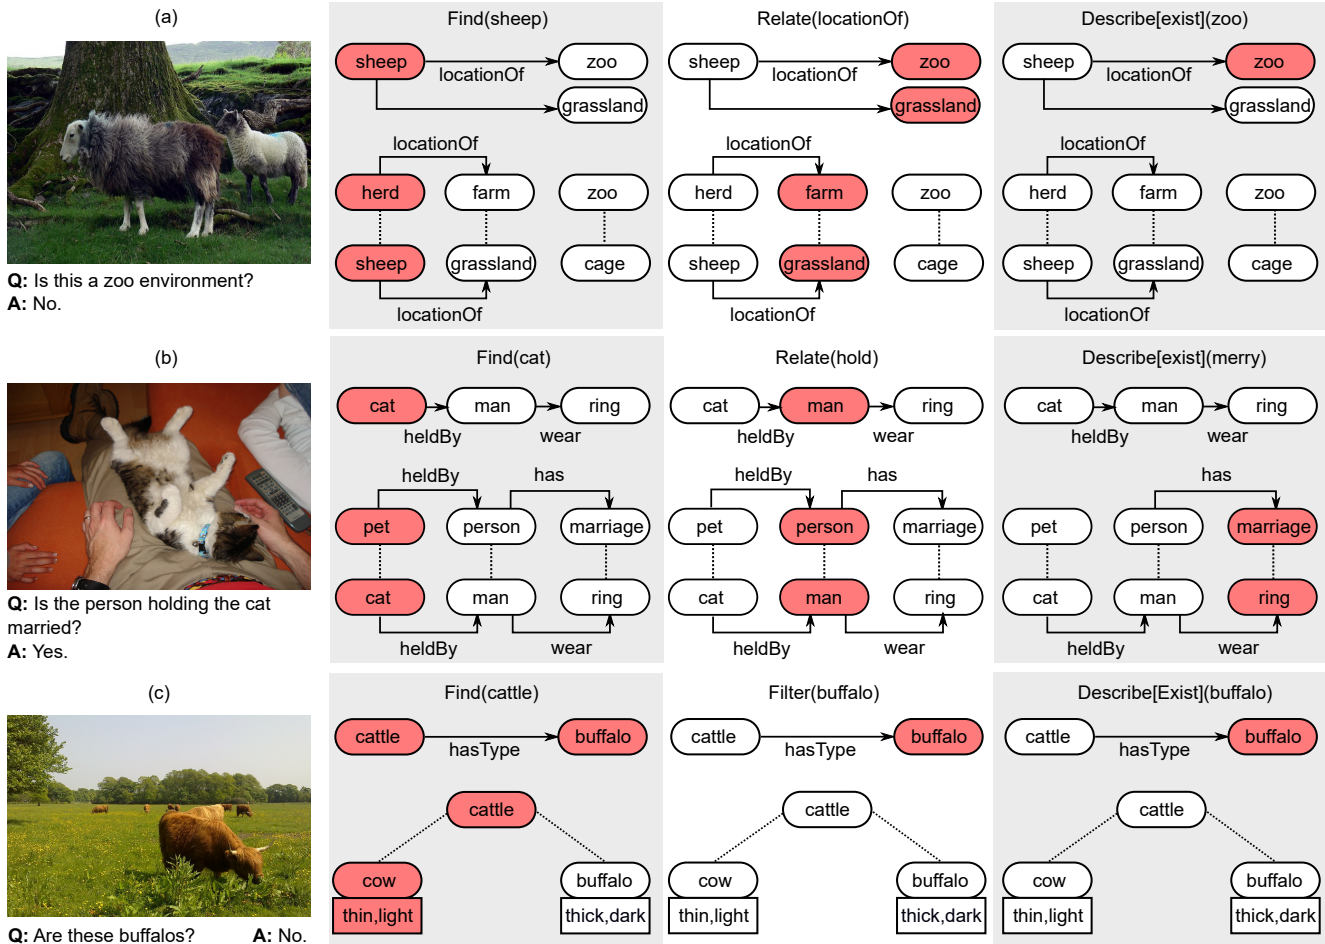 (a)
Find(sheep)
Relate(locationOf)
Describe[exist](zoo)
sheep
locationOf
zoo
grassland
sheep
locationOf
zoo
grassland
sheep
locationOf
zoo
grassland
locationOf
herd
farm
zoo
sheep
grassland
cage
locationOf
locationOf
herd
farm
zoo
sheep
grassland
cage
locationOf
locationOf
herd
farm
zoo
sheep
grassland
cage
locationOf
Q: Is this a zoo environment?
A: No.
(b)
Find(cat)
Relate(hold)
Describe[exist](merry)
cat
man
ring
heldBy
wear
cat
man
ring
heldBy
wear
cat
man
ring
heldBy
wear
heldBy
has
pet
person
marriage
cat
man
ring
heldBy
wear
heldBy
has
pet
person
marriage
cat
man
ring
heldBy
wear
has
pet
person
marriage
cat
man
ring
heldBy
wear
Q: Is the person holding the cat
married?
A: Yes.
(c)
Find(cattle)
Filter(buffalo)
Describe[Exist](buffalo)
cattle
hasType
buffalo
cattle
hasType
buffalo
cattle
hasType
buffalo
cattle
cow
buffalo
thin,light
thick,dark
cattle
cow
buffalo
thin,light
thick,dark
cattle
cow
buffalo
thin,light
thick,dark
Q: Are these buffalos?
A: No.